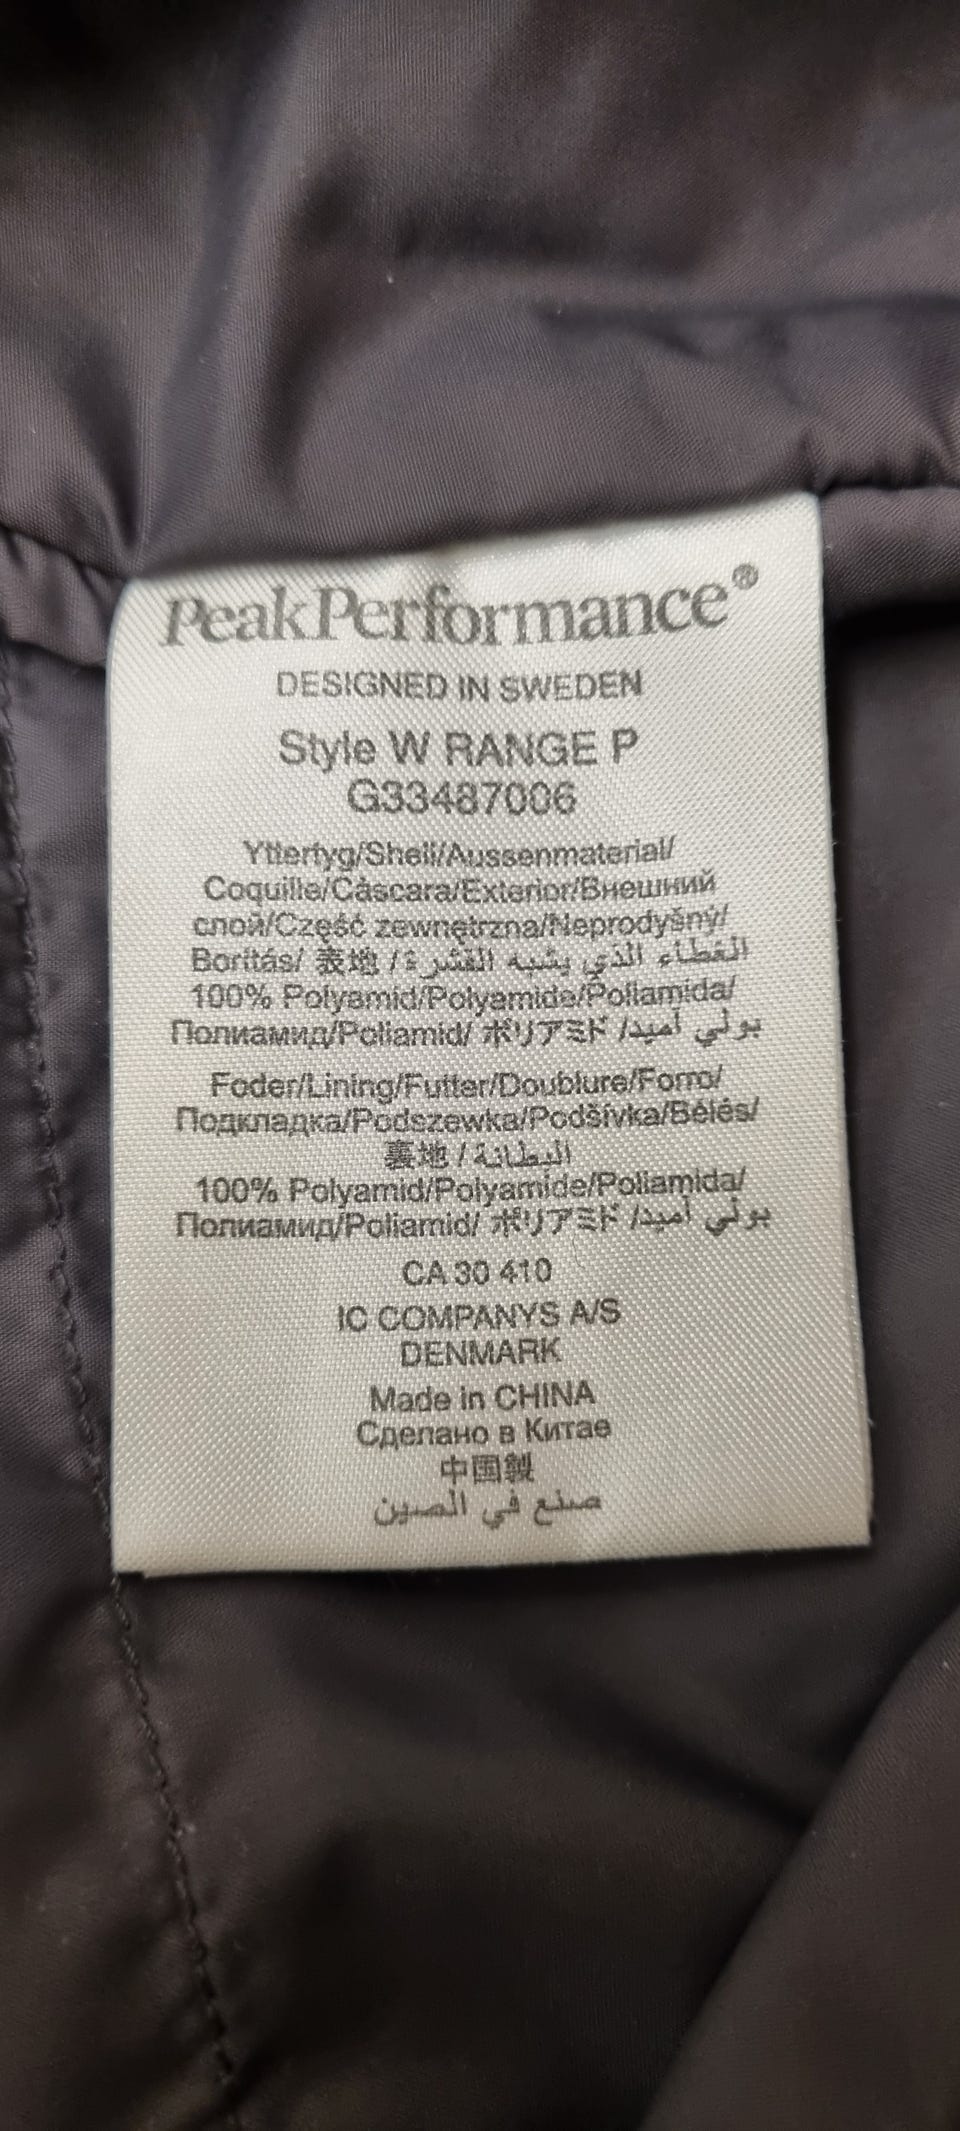 PeakPerformance®
DESIGNED IN SWEDEN
Style W RANGE P
G33487006
Yttertyg/Shell/Aussenmaterial/
Coquille/Cáscara/Exterior/Внешний
слой/Część zewnętrzna/Neprodyšný/
Borítás/ 表地 / الغطاء الذي يشبه القشرة
100% Polyamid/Polyamide/Poliamida/
Полиамид/Poliamid/ ポリアミド /بولي أميد
Foder/Lining/Futter/Doublure/Forro/
Подкладка/Podszewka/Podšívka/Bélés/
裏地 / البطانة
100% Polyamid/Polyamide/Poliamida/
Полиамид/Poliamid/ ポリアミド /بولي أميد
CA 30 410
IC COMPANYS A/S
DENMARK
Made in CHINA
Сделано в Китае
中国製
صنع في الصين